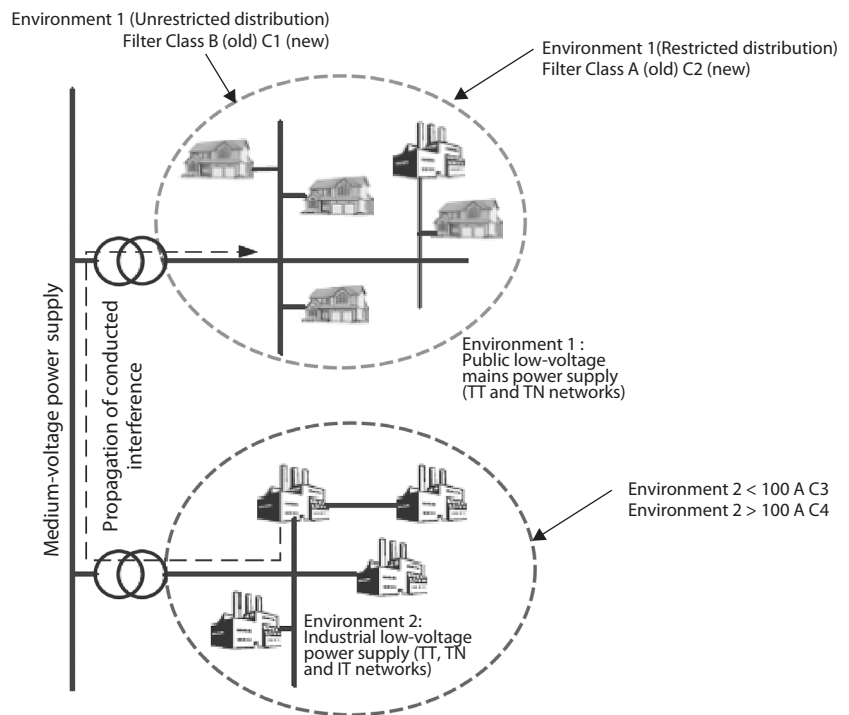 Environment 1 (Unrestricted distribution)
Filter Class B (old) C1 (new)
Environment 1(Restricted distribution)
Filter Class A (old) C2 (new)
Medium-voltage power supply
Propagation of conducted
interference
Environment 1 :
Public low-voltage
mains power supply
(TT and TN networks)
Environment 2 < 100 A C3
Environment 2 > 100 A C4
Environment 2:
Industrial low-voltage
power supply (TT, TN
and IT networks)